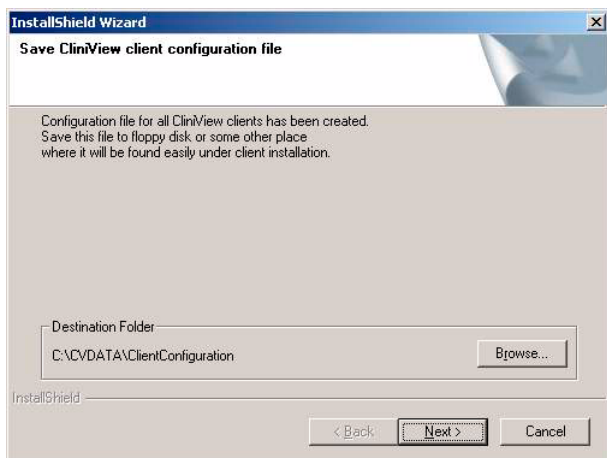 InstallShield Wizard
Save CliniView client configuration file
Configuration file for all CliniView clients has been created.
Save this file to floppy disk or some other place
where it will be found easily under client installation.
Destination Folder
C:\CVDATA\ClientConfiguration
Browse...
InstallShield
< Back
Next >
Cancel